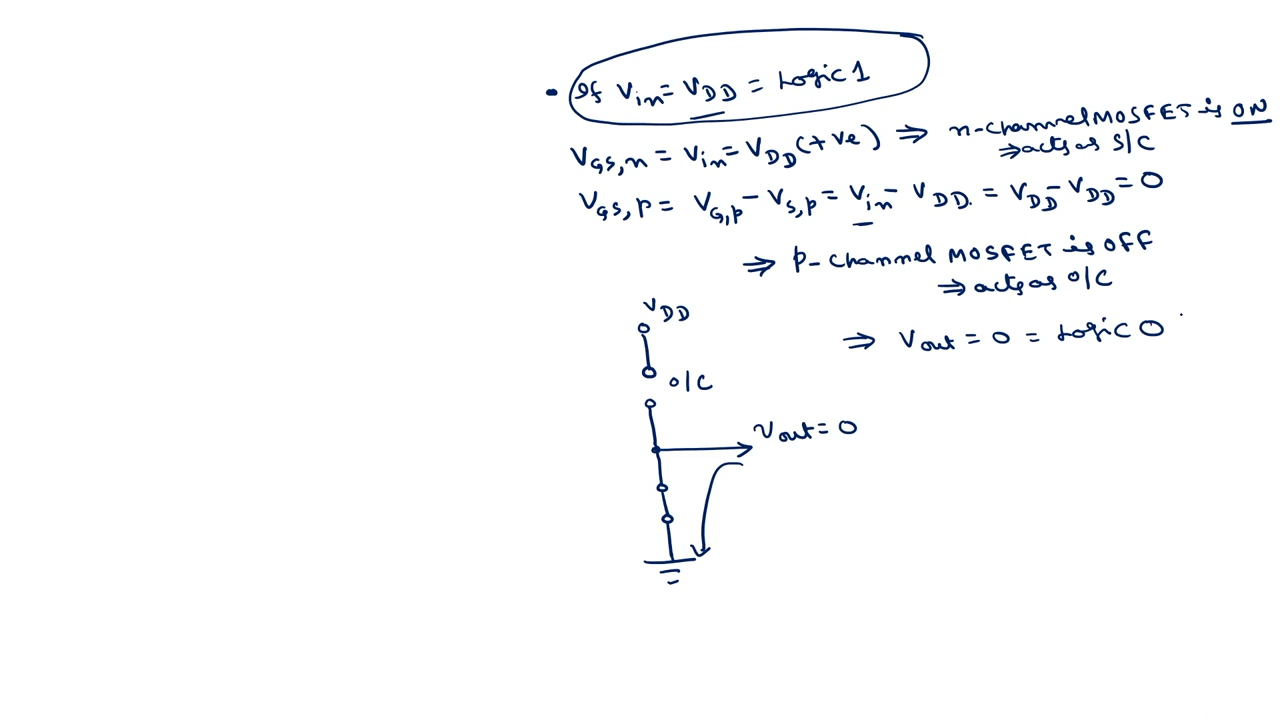 • If Vin = VDD = Logic 1
VGS,n = Vin = VDD (+ve) ⇒ n-channel MOSFET is ON
⇒ acts as S/C
VGS,p = VG,p - VS,p = Vin - VDD. = VDD - VDD = 0
⇒ p-channel MOSFET is OFF
⇒ acts as O/C
VDD
⇒ Vout = 0 = Logic 0
O/C
Vout = 0